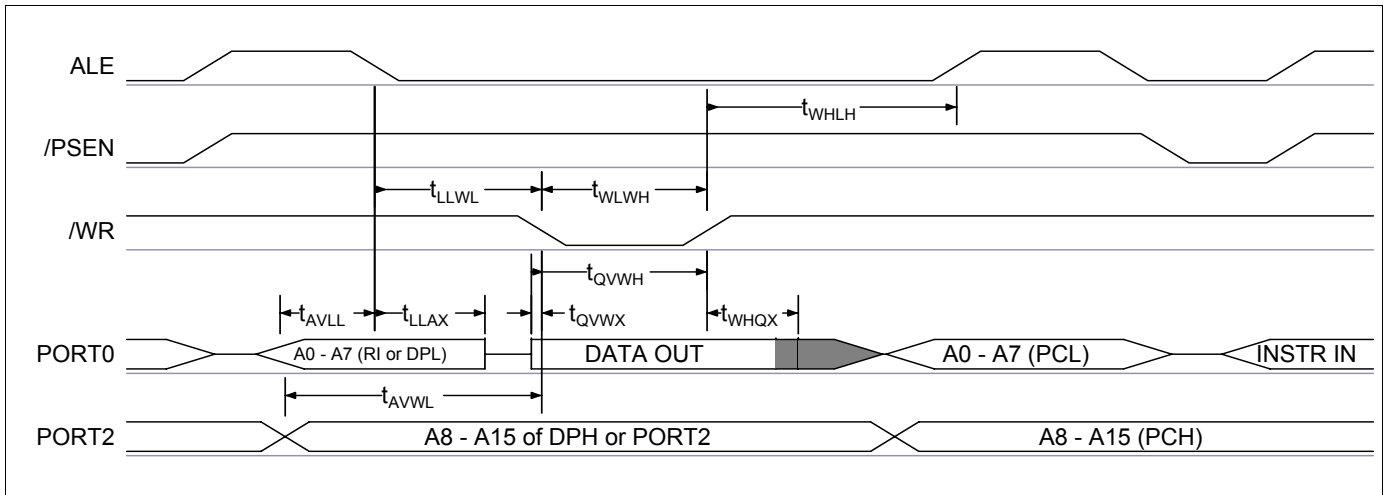 ALE
tWHLH
/PSEN
tLLWL tWLWH
/WR
tQVWH
tAVLL tLLAX tQVWX tWHQX
PORT0 A0 - A7 (RI or DPL) DATA OUT A0 - A7 (PCL) INSTR IN
tAVWL
PORT2 A8 - A15 of DPH or PORT2 A8 - A15 (PCH)